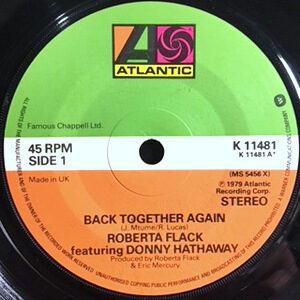 ATLANTIC
Famous Chappell Ltd.
45 RPM
SIDE 1
Made in UK
K 11481
K 11481 A*
(MS 5456 X)
℗ 1979 Atlantic
Recording Corp.
STEREO
BACK TOGETHER AGAIN
(J. Mtume/R. Lucas)
ROBERTA FLACK
featuring DONNY HATHAWAY
Produced by Roberta Flack
& Eric Mercury